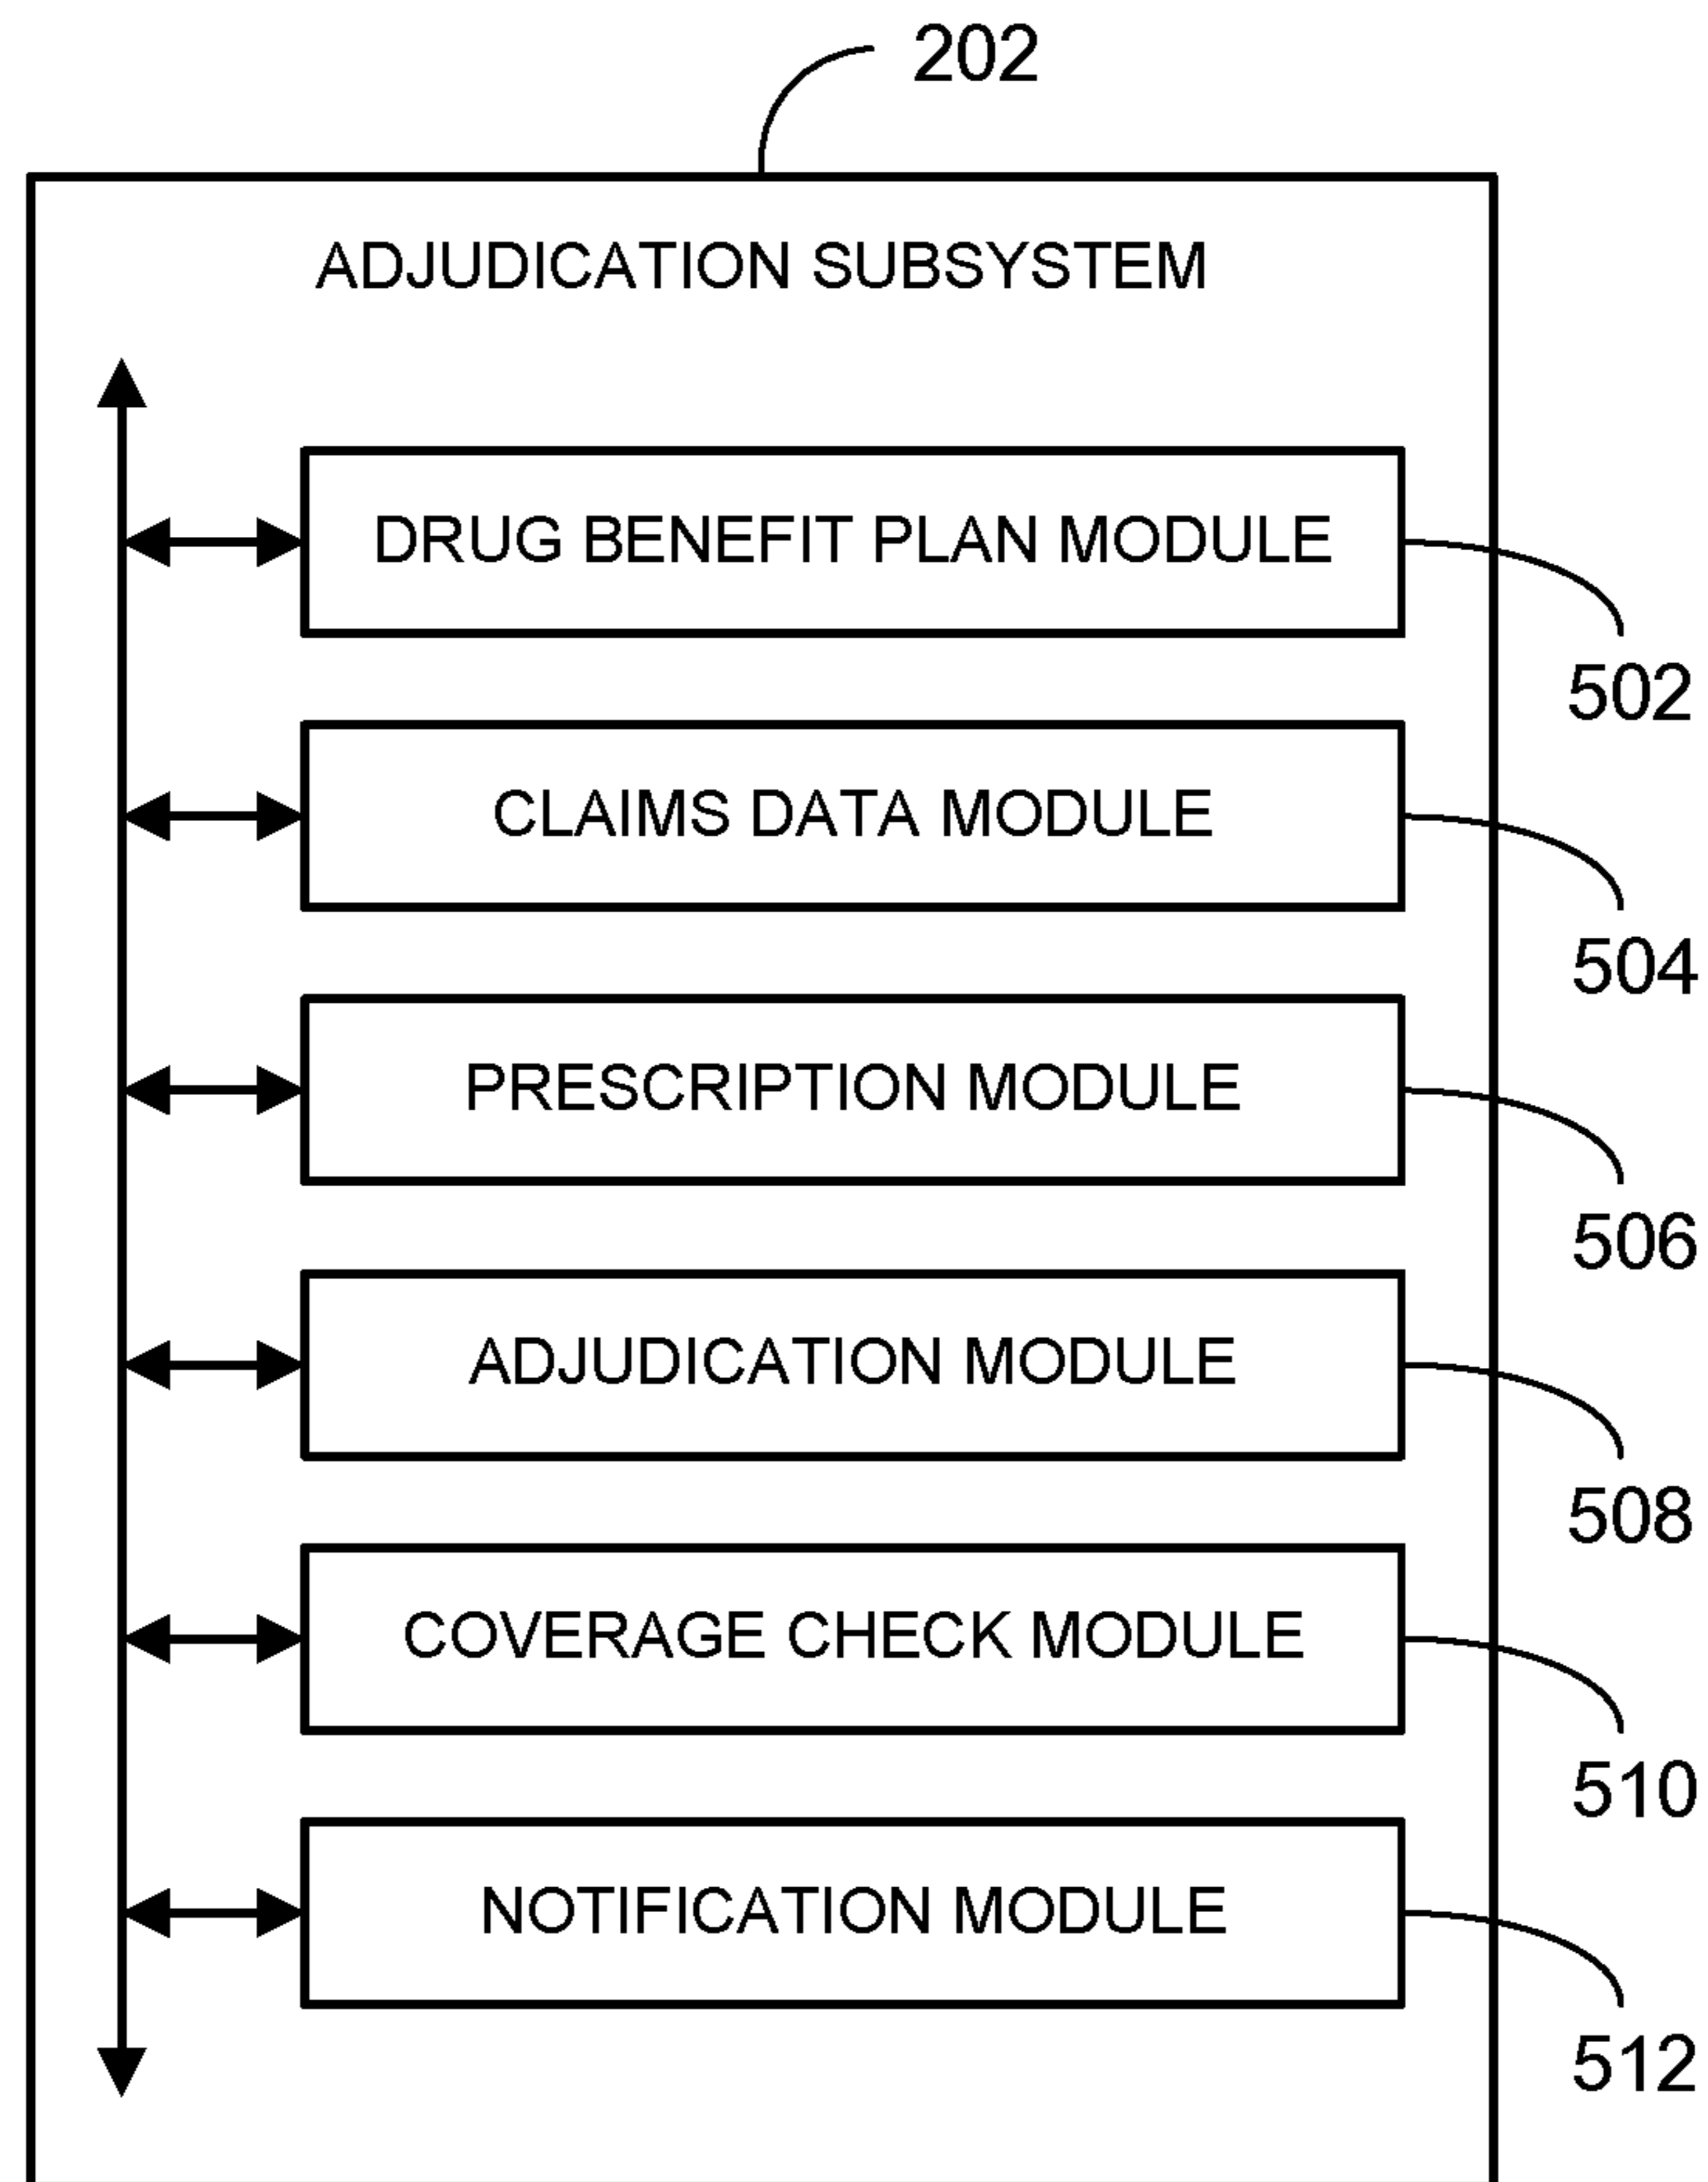 202
ADJUDICATION SUBSYSTEM
DRUG BENEFIT PLAN MODULE
502
CLAIMS DATA MODULE
504
PRESCRIPTION MODULE
506
ADJUDICATION MODULE
508
COVERAGE CHECK MODULE
510
NOTIFICATION MODULE
512